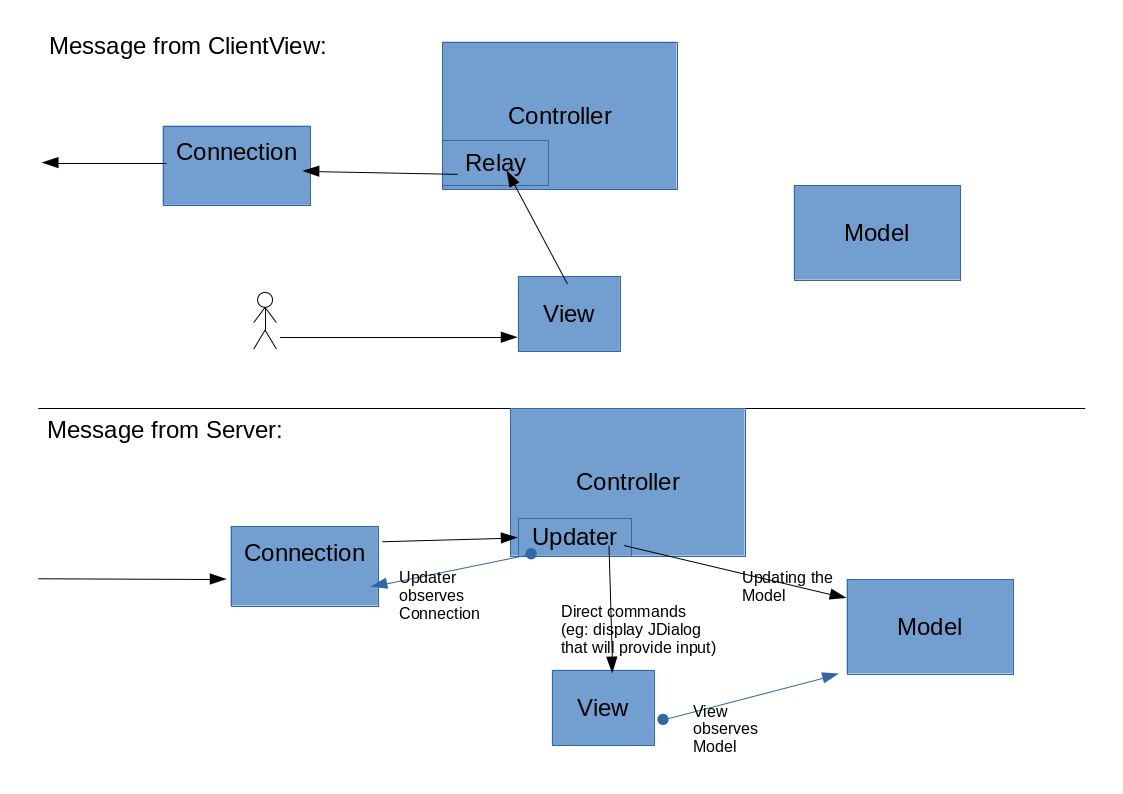 Message from ClientView:
Controller
Connection
Relay
Model
View
Message from Server:
Controller
Updater
Connection
Updater
observes
Connection
Updating the
Model
Direct commands
(eg: display JDialog
that will provide input)
Model
View
View
observes
Model